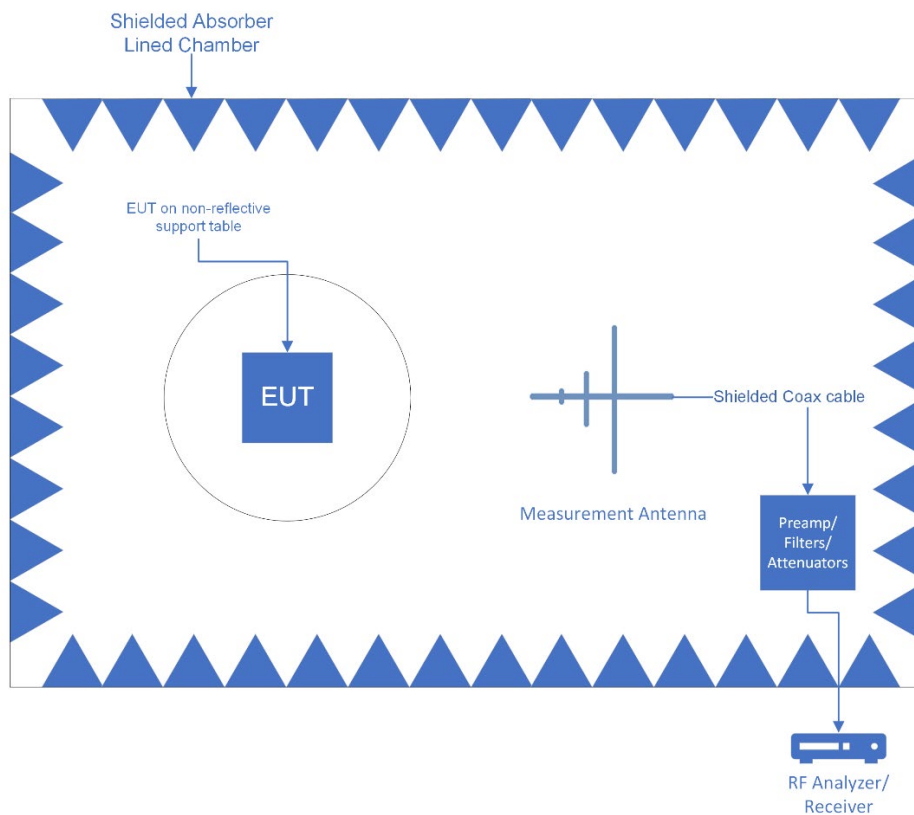 Shielded Absorber
Lined Chamber
EUT on non-reflective
support table
EUT
Shielded Coax cable
Measurement Antenna
Preamp/
Filters/
Attenuators
RF Analyzer/
Receiver